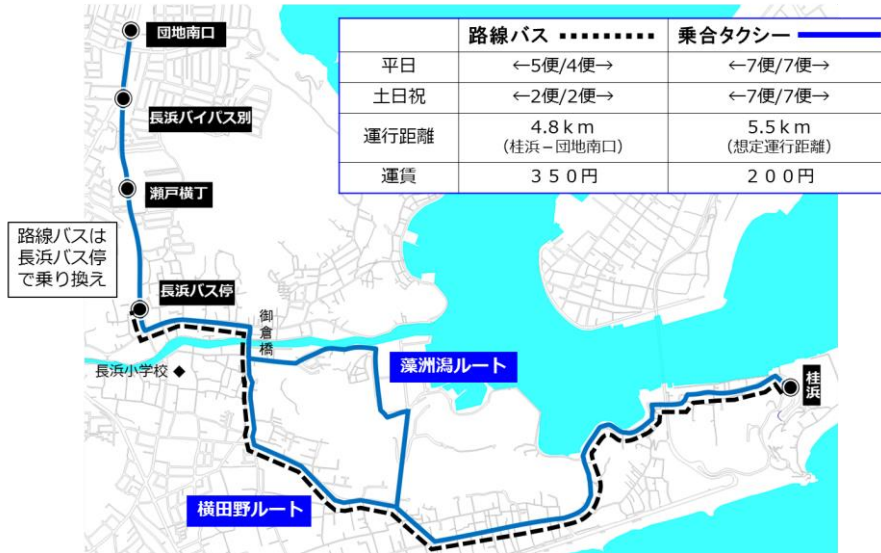 団地南口
長浜バイパス別
瀬戸横丁
路線バスは
長浜バス停
で乗り換え
長浜バス停
御倉橋
長浜小学校 ◆
藻洲潟ルート
横田野ルート
桂浜
路線バス 乗合タクシー
平日 ←5便/4便→ ←7便/7便→
土日祝 ←2便/2便→ ←7便/7便→
運行距離 4.8km 5.5km
(桂浜－団地南口) (想定運行距離)
運賃 350円 200円